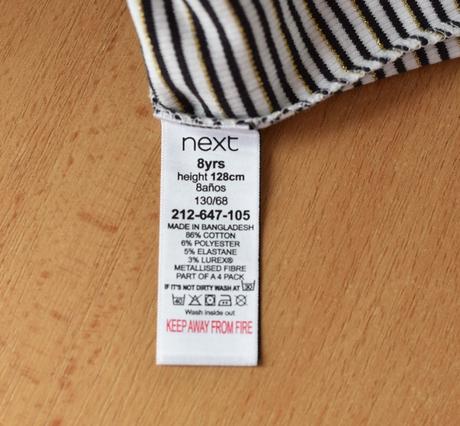 next
8yrs
height 128cm
8años
130/68
212-647-105
MADE IN BANGLADESH
86% COTTON
6% POLYESTER
5% ELASTANE
3% LUREX®
METALLISED FIBRE
PART OF A 4 PACK
IF IT'S NOT DIRTY WASH AT 30
40
Wash inside out
KEEP AWAY FROM FIRE